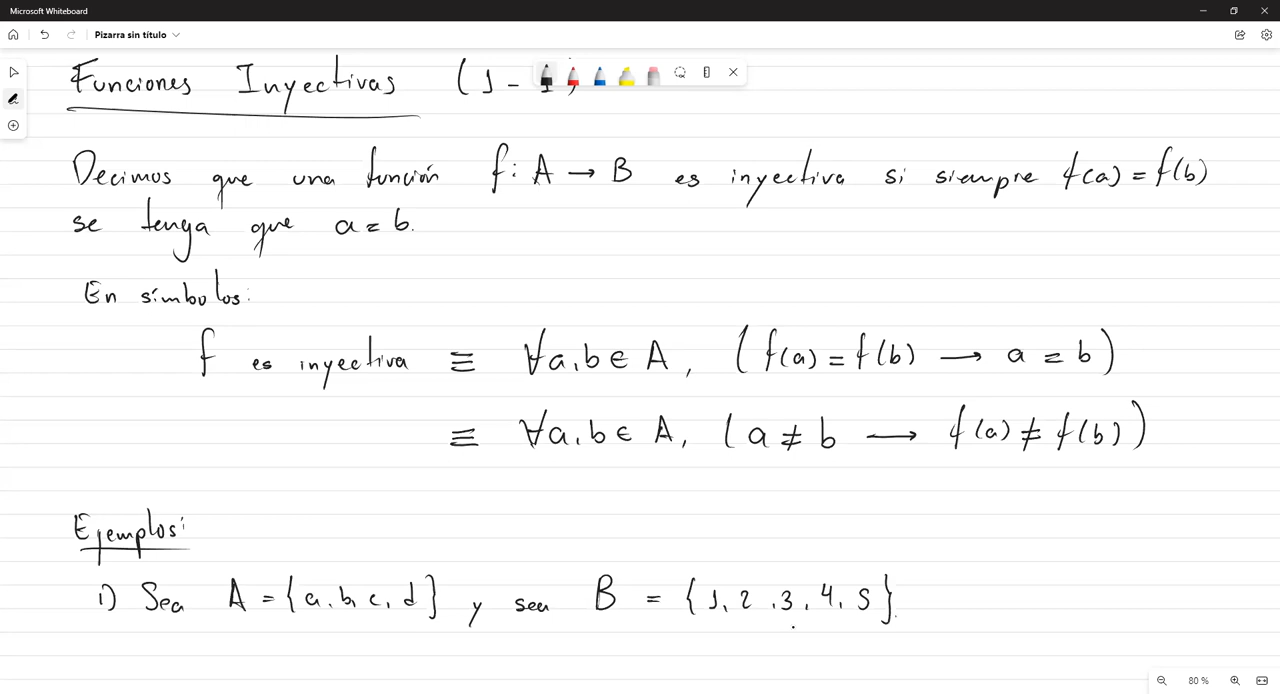 Microsoft Whiteboard
Pizarra sin título
Funciones Inyectivas (1-1)
Decimos que una función f: A → B es inyectiva si siempre f(a) = f(b)
se tenga que a = b.
En símbolos:
f es inyectiva ≡ ∀a,b ∈ A, (f(a) = f(b) → a = b)
≡ ∀a,b ∈ A, (a ≠ b → f(a) ≠ f(b))
Ejemplos:
i) Sea A = {a, b, c, d} y sea B = {1, 2, 3, 4, 5}.
80 %